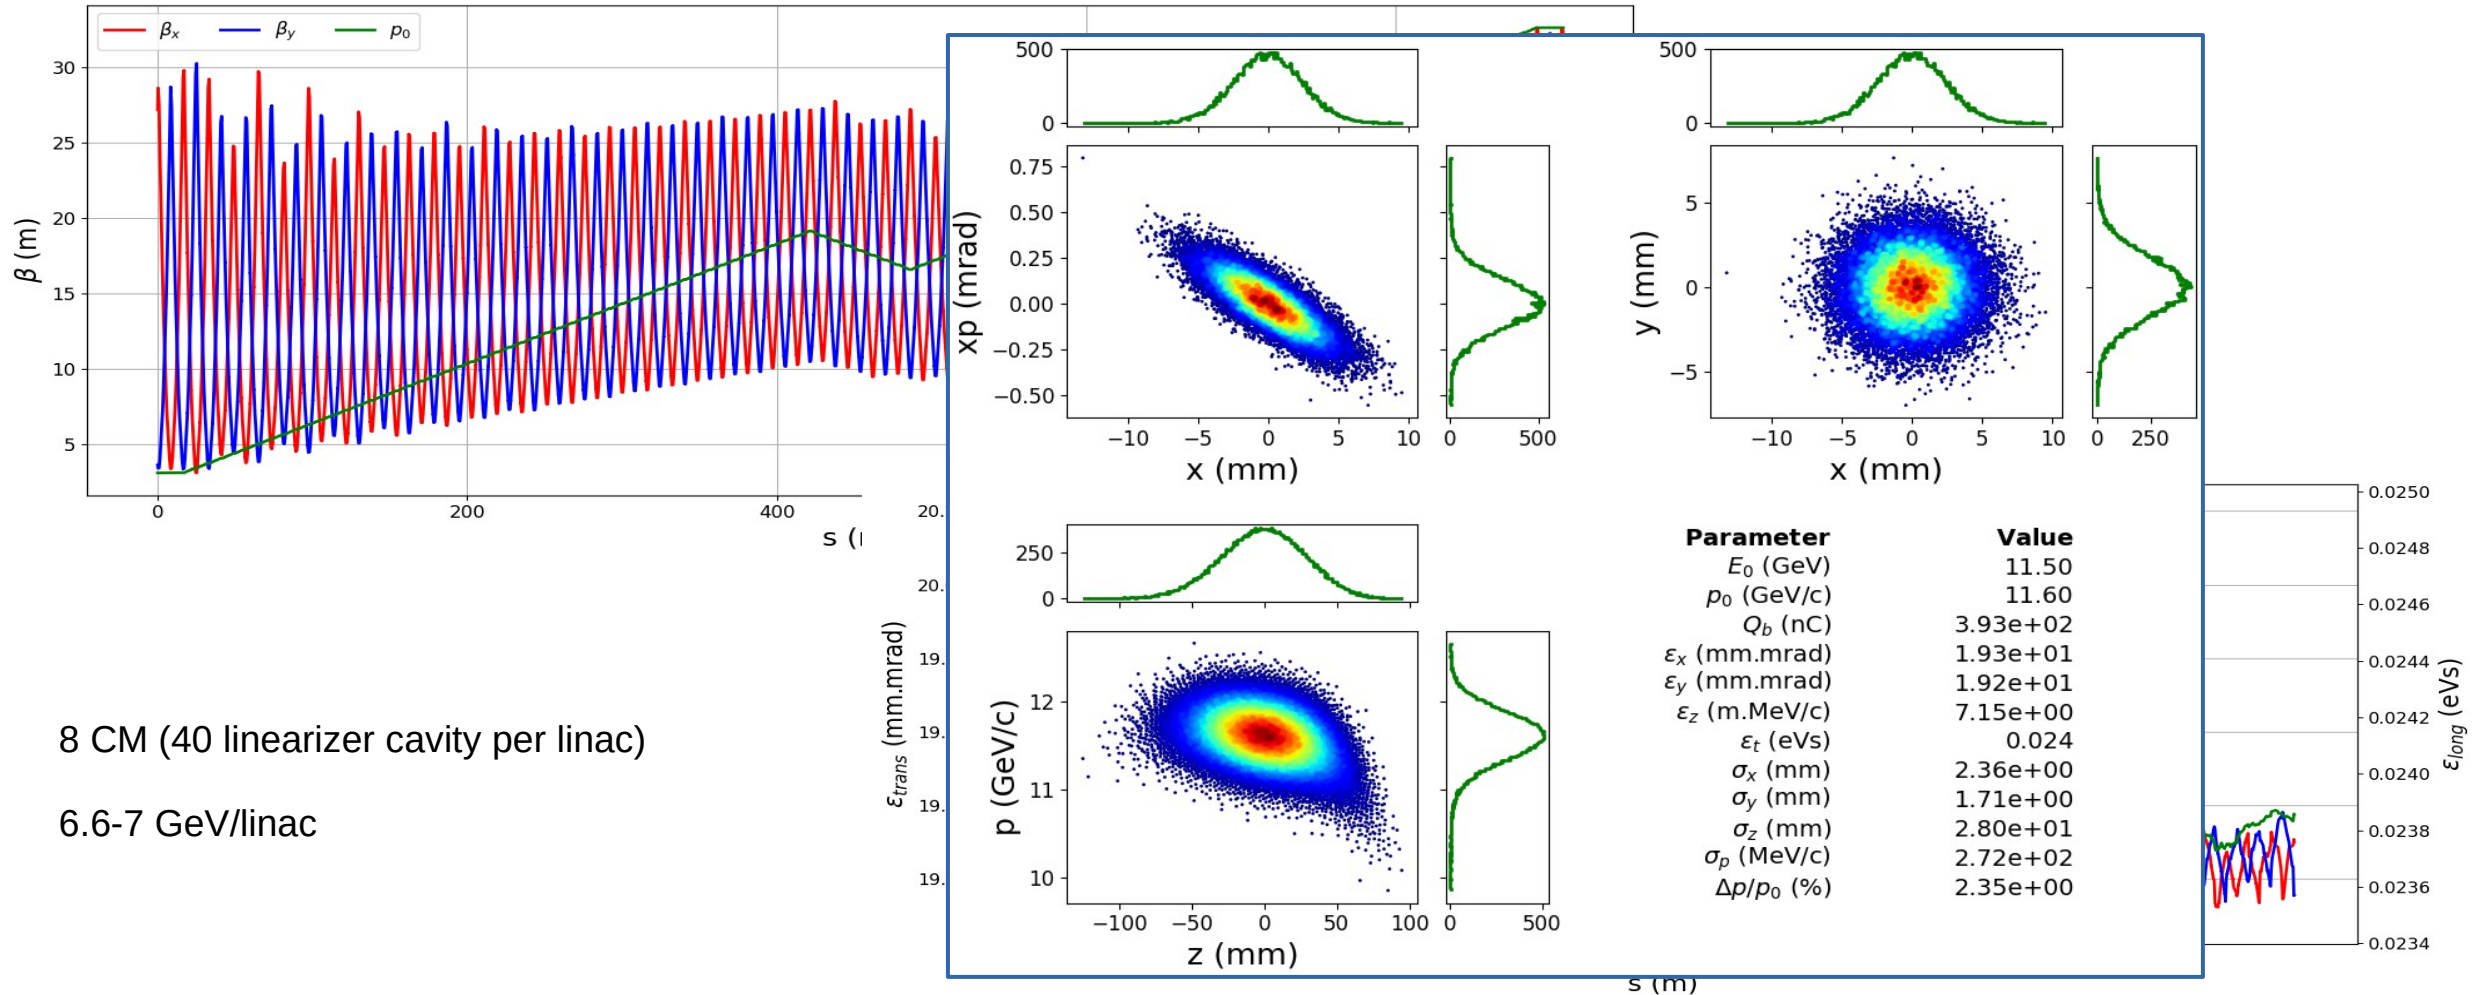 βx βy p0
30
25
20
15
10
5
β (m)
0 200 400
s (
500
0
0.75
0.50
0.25
0.00
−0.25
−0.50
xp (mrad)
−10 −5 0 5 10
x (mm)
0 500
500
0
5
0
−5
y (mm)
−10 −5 0 5 10
x (mm)
0 250
250
0
12
11
10
p (GeV/c)
−100 −50 0 50 100
z (mm)
0 500
Parameter Value
E0 (GeV) 11.50
p0 (GeV/c) 11.60
Qb (nC) 3.93e+02
εx (mm.mrad) 1.93e+01
εy (mm.mrad) 1.92e+01
εz (m.MeV/c) 7.15e+00
εt (eVs) 0.024
σx (mm) 2.36e+00
σy (mm) 1.71e+00
σz (mm) 2.80e+01
σp (MeV/c) 2.72e+02
Δp/p0 (%) 2.35e+00
20.
20.
19.
19.
19.
19.
εtrans (mm.mrad)
0.0250
0.0248
0.0246
0.0244
0.0242
0.0240
0.0238
0.0236
0.0234
εlong (eVs)
s (m)
8 CM (40 linearizer cavity per linac)
6.6-7 GeV/linac